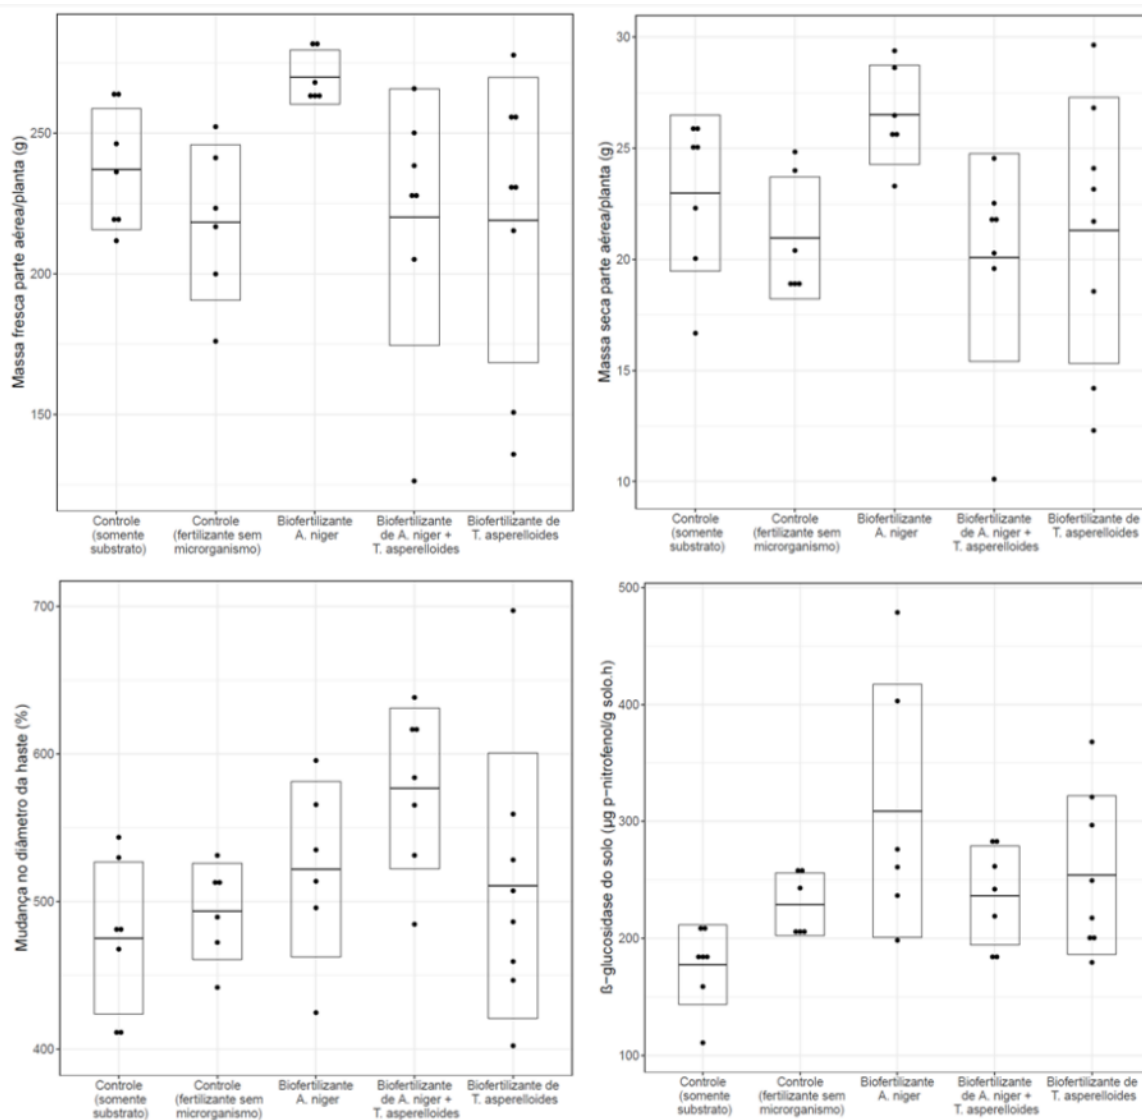 Massa fresca parte aérea/planta (g)
250
200
150
Controle
(somente
substrato)
Controle
(fertilizante sem
microrganismo)
Biofertilizante
A. niger
Biofertilizante
de A. niger +
T. asperelloides
Biofertilizante de
T. asperelloides
Massa seca parte aérea/planta (g)
30
25
20
15
10
Controle
(somente
substrato)
Controle
(fertilizante sem
microrganismo)
Biofertilizante
A. niger
Biofertilizante
de A. niger +
T. asperelloides
Biofertilizante de
T. asperelloides
Mudança no diâmetro da haste (%)
700
600
500
400
Controle
(somente
substrato)
Controle
(fertilizante sem
microrganismo)
Biofertilizante
A. niger
Biofertilizante
de A. niger +
T. asperelloides
Biofertilizante de
T. asperelloides
ß-glucosidase do solo (µg p-nitrofenol/g solo.h)
500
400
300
200
100
Controle
(somente
substrato)
Controle
(fertilizante sem
microrganismo)
Biofertilizante
A. niger
Biofertilizante
de A. niger +
T. asperelloides
Biofertilizante de
T. asperelloides